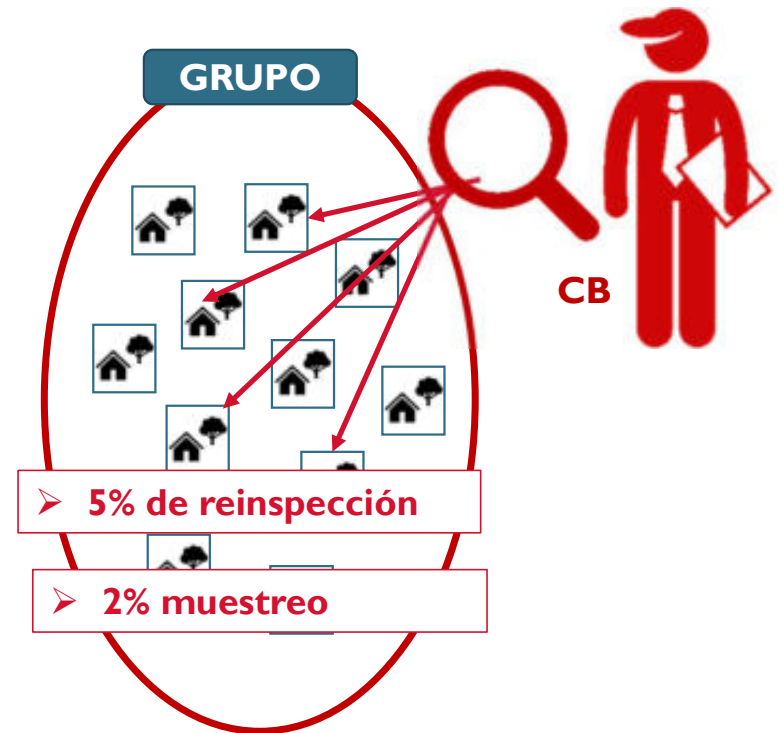 GRUPO
CB
➢ 5% de reinspección
➢ 2% muestreo